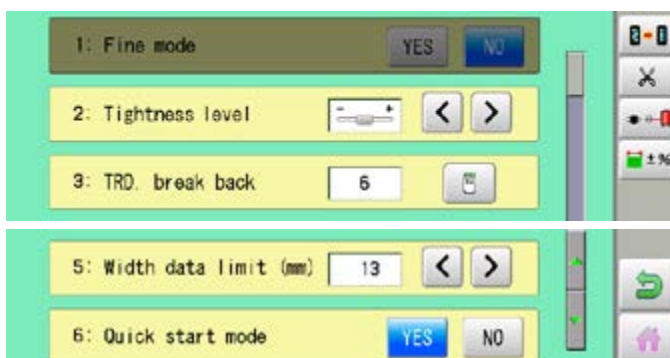 1: Fine mode YES NO
2: Tightness level - +
3: TRD. break back 6
5: Width data limit (mm) 13
6: Quick start mode YES NO
±%